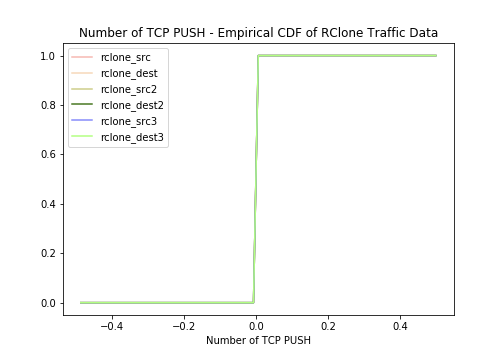 Number of TCP PUSH - Empirical CDF of RClone Traffic Data
1.0
0.8
0.6
0.4
0.2
0.0
rclone_src
rclone_dest
rclone_src2
rclone_dest2
rclone_src3
rclone_dest3
−0.4 −0.2 0.0 0.2 0.4
Number of TCP PUSH